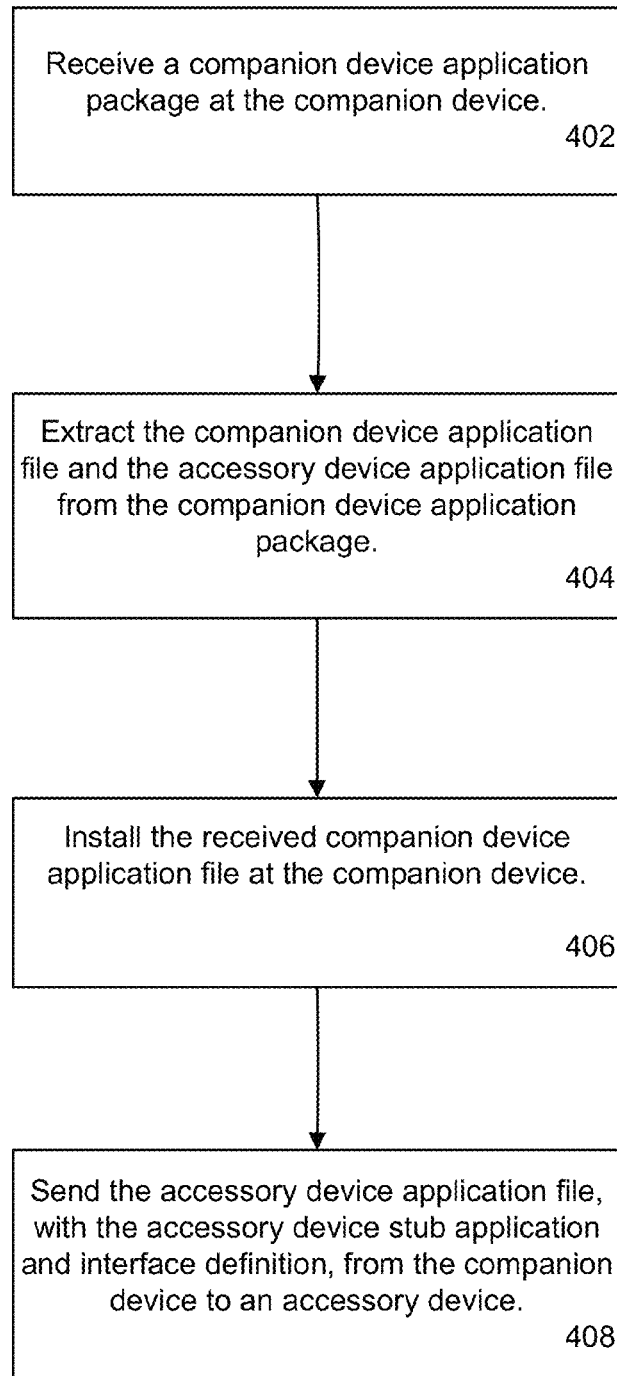 Receive a companion device application
package at the companion device.
402
Extract the companion device application
file and the accessory device application file
from the companion device application
package.
404
Install the received companion device
application file at the companion device.
406
Send the accessory device application file,
with the accessory device stub application
and interface definition, from the companion
device to an accessory device.
408